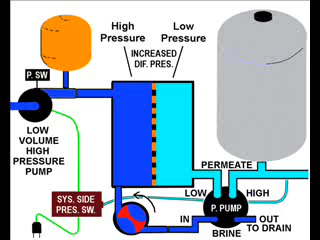 High
Pressure
Low
Pressure
INCREASED
DIF. PRES.
P. SW
LOW
VOLUME
HIGH
PRESSURE
PUMP
PERMEATE
SYS. SIDE
PRES. SW.
LOW
HIGH
P. PUMP
IN
OUT
TO DRAIN
BRINE